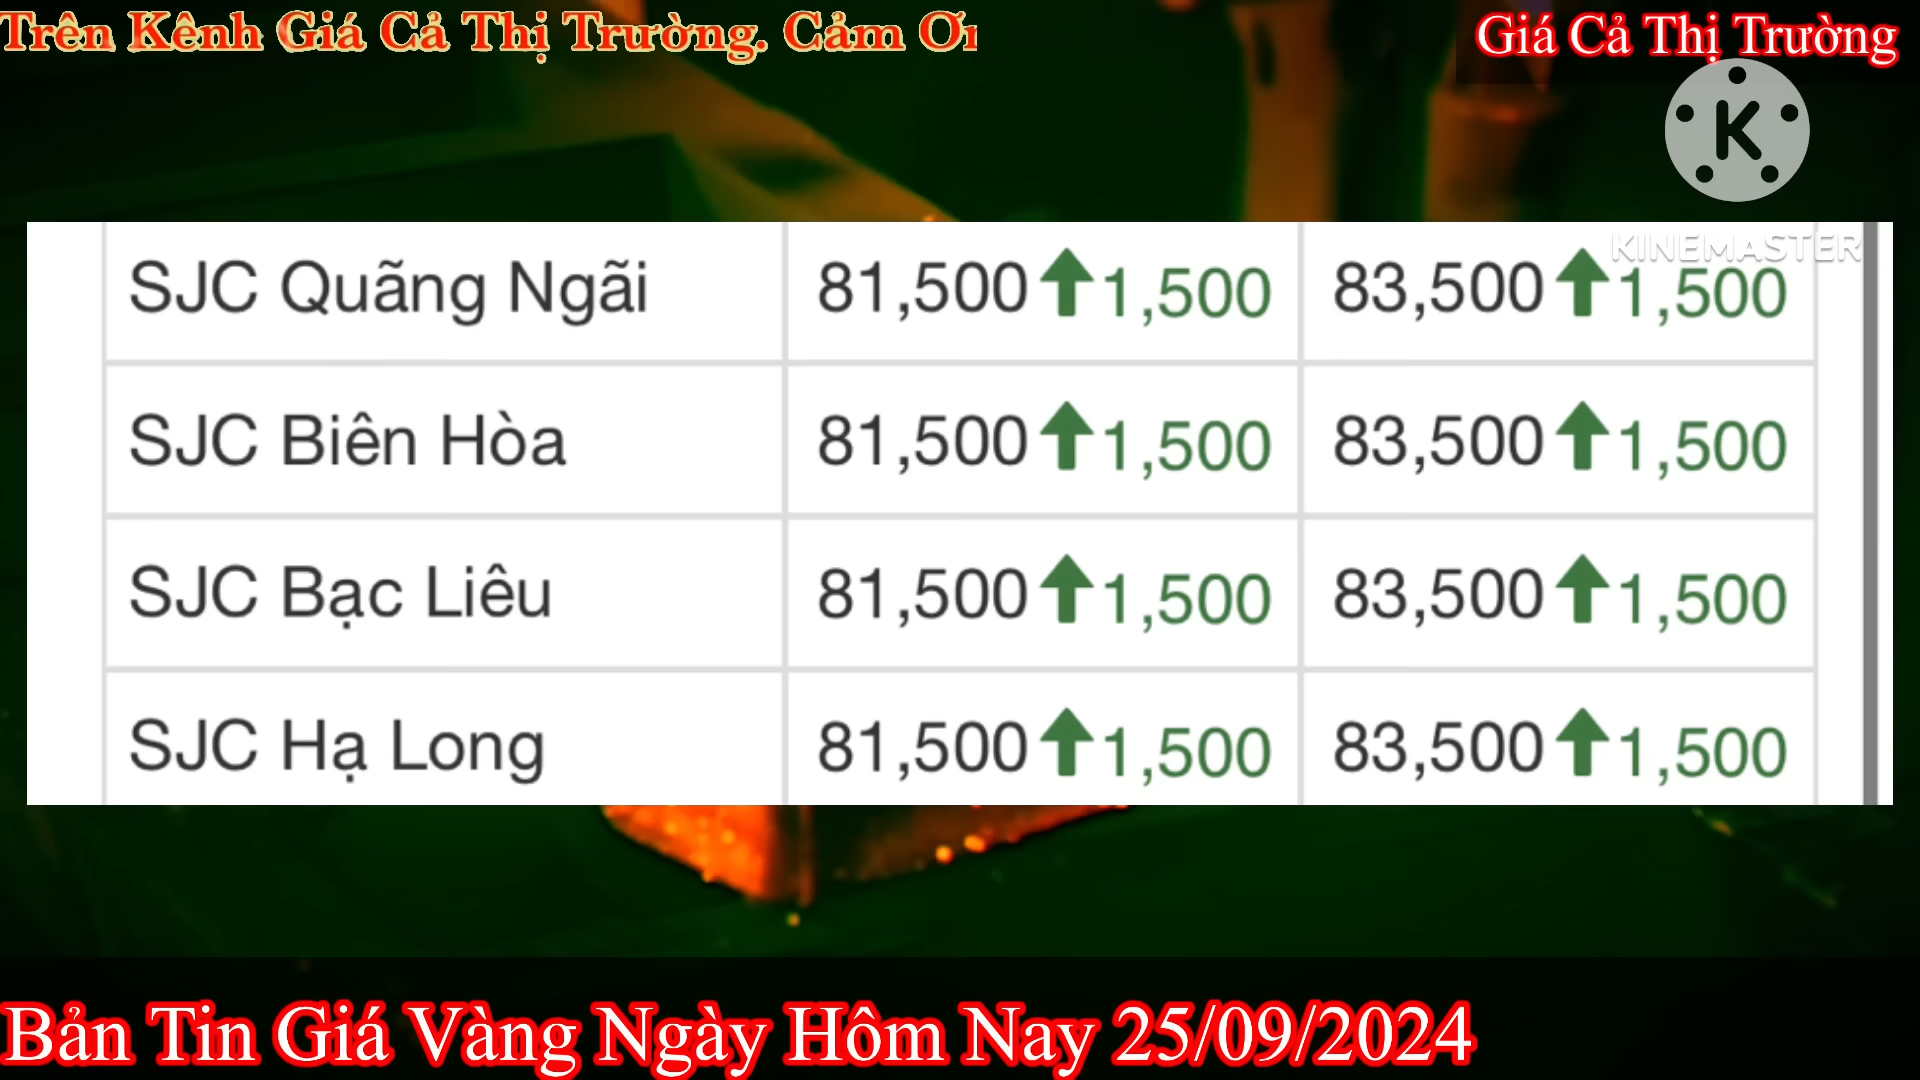 Trên Kênh Giá Cả Thị Trường. Cảm Ơn
Giá Cả Thị Trường
K
KINEMASTER
SJC Quãng Ngãi 81,500 1,500 83,500 1,500
SJC Biên Hòa 81,500 1,500 83,500 1,500
SJC Bạc Liêu 81,500 1,500 83,500 1,500
SJC Hạ Long 81,500 1,500 83,500 1,500
Bản Tin Giá Vàng Ngày Hôm Nay 25/09/2024